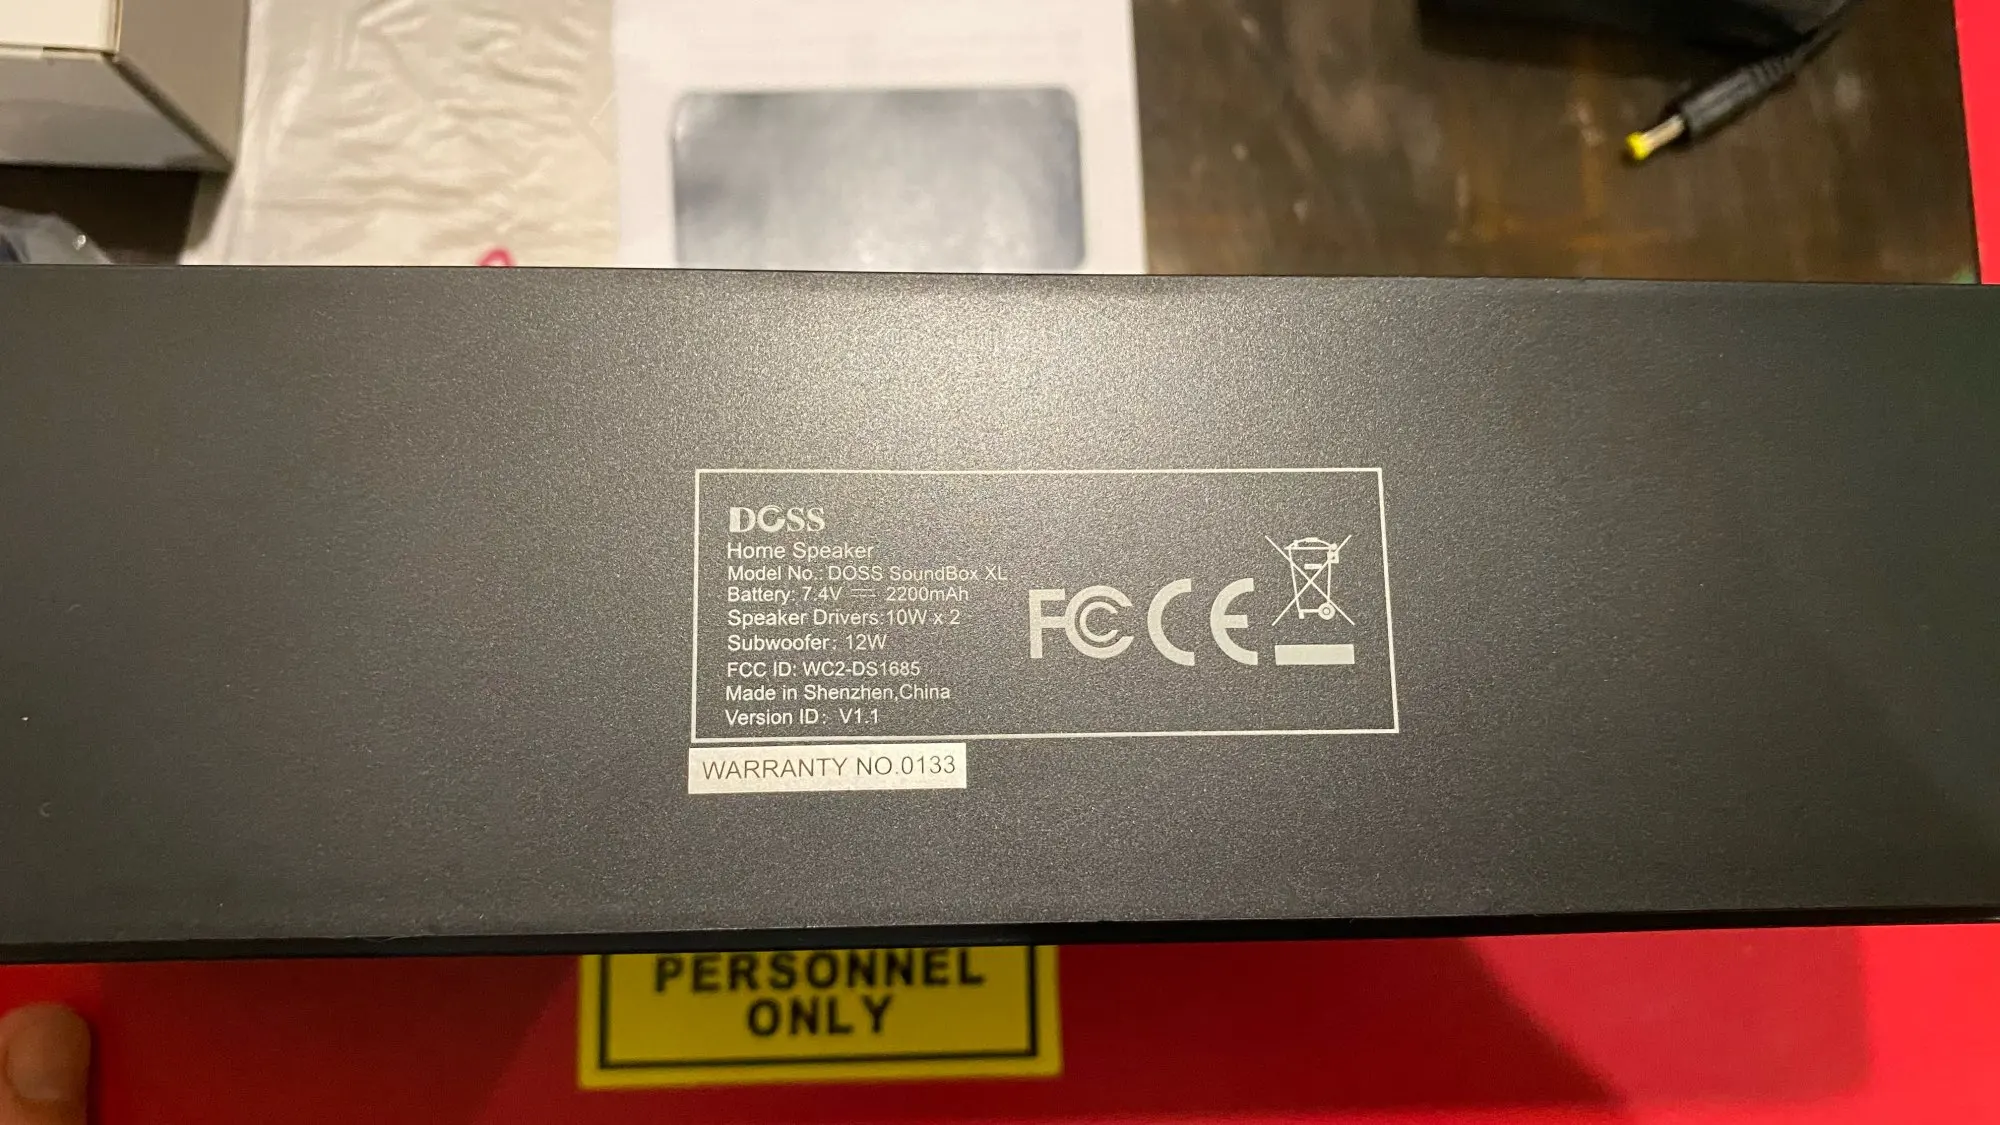 DOSS
Home Speaker
Model No.: DOSS SoundBox XL
Battery: 7.4V ⎓ 2200mAh
Speaker Drivers:10W x 2
Subwoofer: 12W
FCC ID: WC2-DS1685
Made in Shenzhen,China
Version ID: V1.1
FC CE
WARRANTY NO.0133
PERSONNEL
ONLY